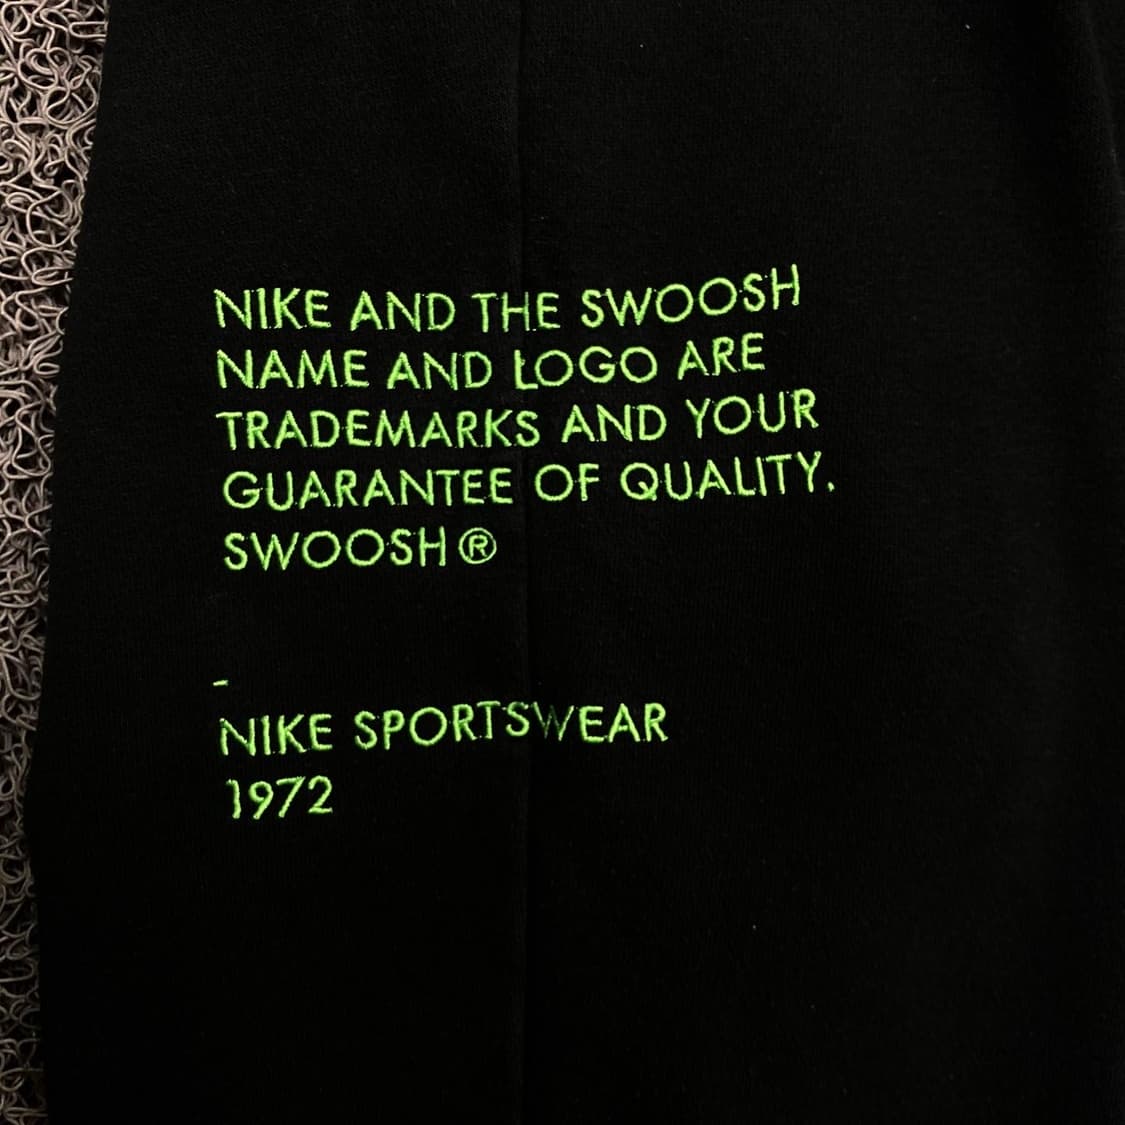 NIKE AND THE SWOOSH
NAME AND LOGO ARE
TRADEMARKS AND YOUR
GUARANTEE OF QUALITY.
SWOOSH ®
-
NIKE SPORTSWEAR
1972